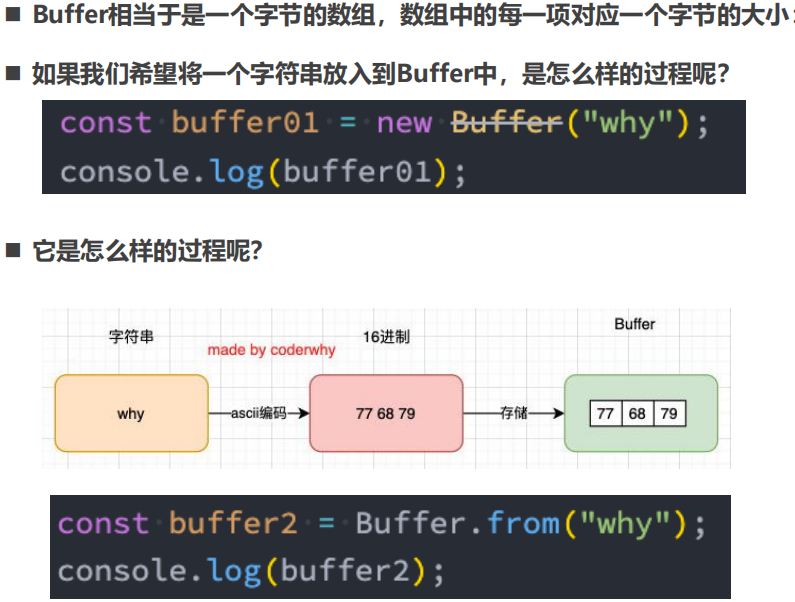 ■ Buffer相当于是一个字节的数组，数组中的每一项对应一个字节的大小：
■ 如果我们希望将一个字符串放入到Buffer中，是怎么样的过程呢？
const buffer01 = new Buffer("why");
console.log(buffer01);
■ 它是怎么样的过程呢？
字符串 16进制 Buffer
made by coderwhy
why ascii编码 77 68 79 存储 77 68 79
const buffer2 = Buffer.from("why");
console.log(buffer2);